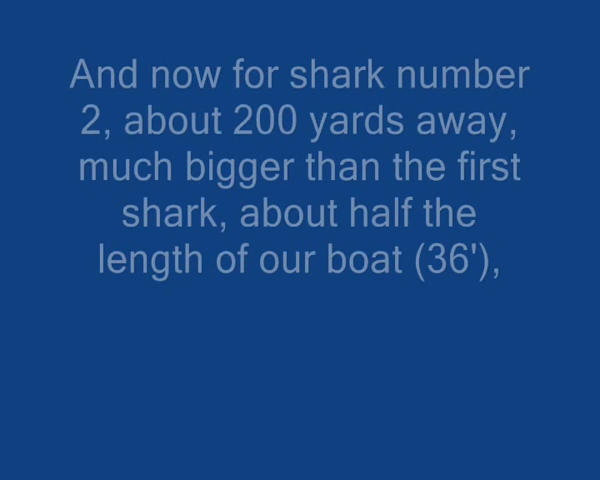 And now for shark number
2, about 200 yards away,
much bigger than the first
shark, about half the
length of our boat (36'),